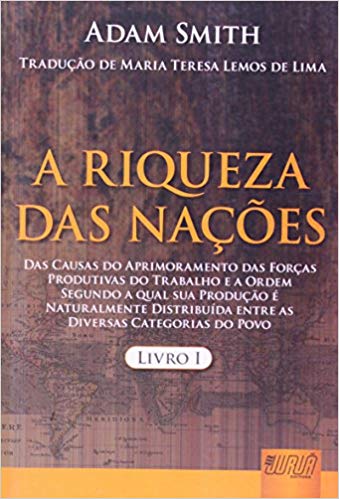 ADAM SMITH
TRADUÇÃO DE MARIA TERESA LEMOS DE LIMA
A RIQUEZA
DAS NAÇÕES
DAS CAUSAS DO APRIMORAMENTO DAS FORÇAS
PRODUTIVAS DO TRABALHO E A ORDEM
SEGUNDO A QUAL SUA PRODUÇÃO É
NATURALMENTE DISTRIBUÍDA ENTRE AS
DIVERSAS CATEGORIAS DO POVO
LIVRO I
JURUÁ
EDITORA